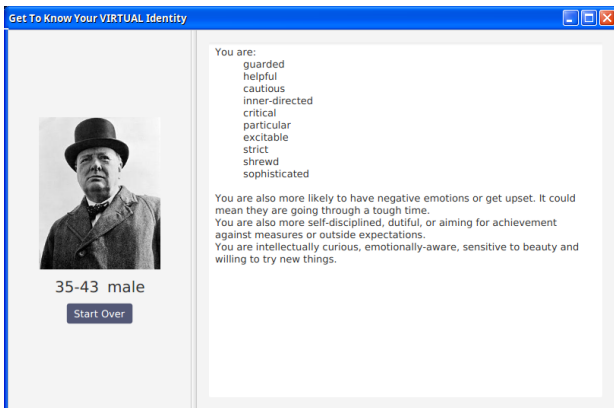 Get To Know Your VIRTUAL Identity
You are:
guarded
helpful
cautious
inner-directed
critical
particular
excitable
strict
shrewd
sophisticated
You are also more likely to have negative emotions or get upset. It could
mean they are going through a tough time.
You are also more self-disciplined, dutiful, or aiming for achievement
against measures or outside expectations.
You are intellectually curious, emotionally-aware, sensitive to beauty and
willing to try new things.
35-43 male
Start Over